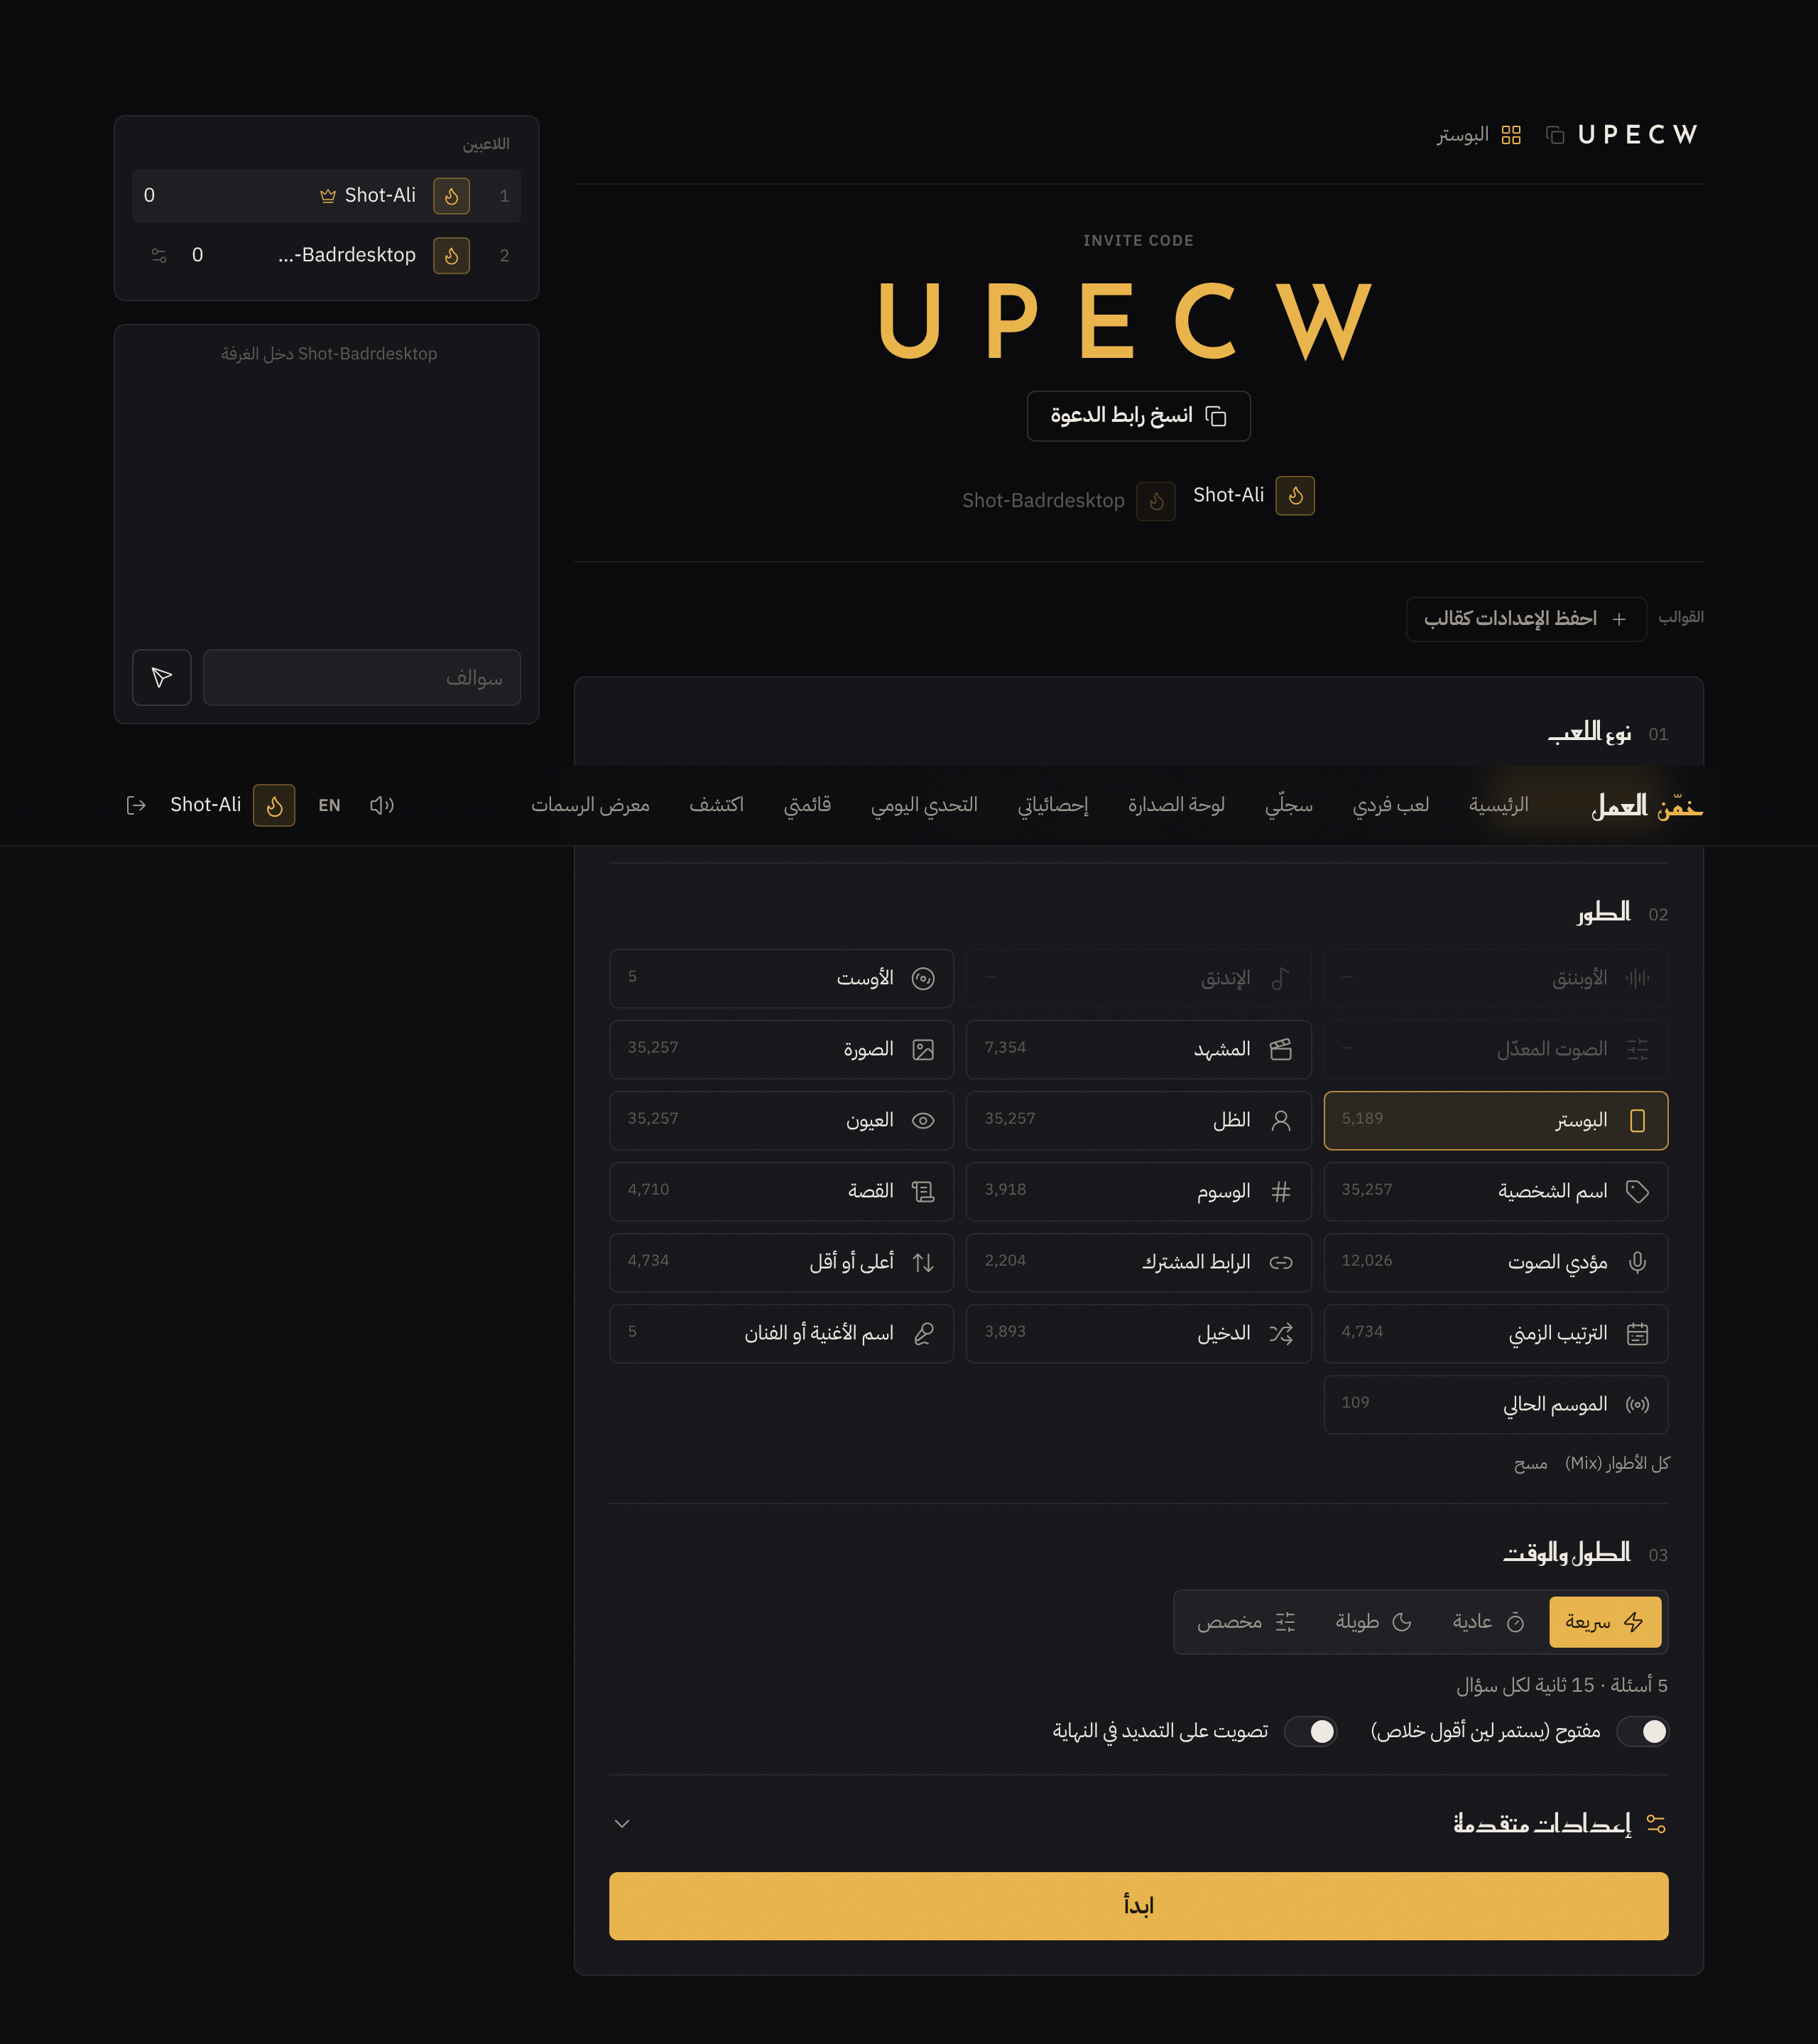 UPECW البوستر
INVITE CODE
UPECW
انسخ رابط الدعوة
Shot-Ali Shot-Badrdesktop
القوالب + احفظ الإعدادات كقالب
اللاعبين
1 Shot-Ali 0
2 Shot-Badrdesktop... 0
Shot-Badrdesktop دخل الغرفة
سوالف
01 نوع اللعب
خمّن العمل الرئيسية لعب فردي سجلّي لوحة الصدارة إحصائياتي التحدي اليومي قائمتي اكتشف معرض الرسمات EN Shot-Ali
02 الطور
الأوبننق — الإندنق — الأوست 5
الصوت المعدّل — المشهد 7,354 الصورة 35,257
البوستر 5,189 الظل 35,257 العيون 35,257
اسم الشخصية 35,257 الوسوم 3,918 القصة 4,710
مؤدي الصوت 12,026 الرابط المشترك 2,204 أعلى أو أقل 4,734
الترتيب الزمني 4,734 الدخيل 3,893 اسم الأغنية أو الفنان 5
الموسم الحالي 109
كل الأطوار (Mix) مسح
03 الطول والوقت
سريعة عادية طويلة مخصص
5 أسئلة · 15 ثانية لكل سؤال
مفتوح (يستمر لين أقول خلاص) تصويت على التمديد في النهاية
إعدادات متقدمة
ابدأ